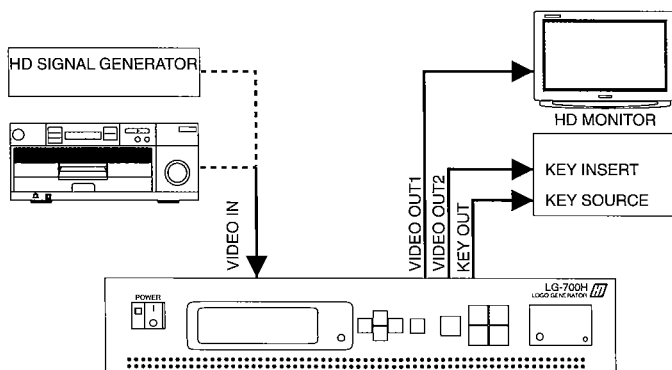 HD SIGNAL GENERATOR
HD MONITOR
KEY INSERT
KEY SOURCE
VIDEO IN
VIDEO OUT1
VIDEO OUT2
KEY OUT
POWER
LG-700H
LOGO GENERATOR